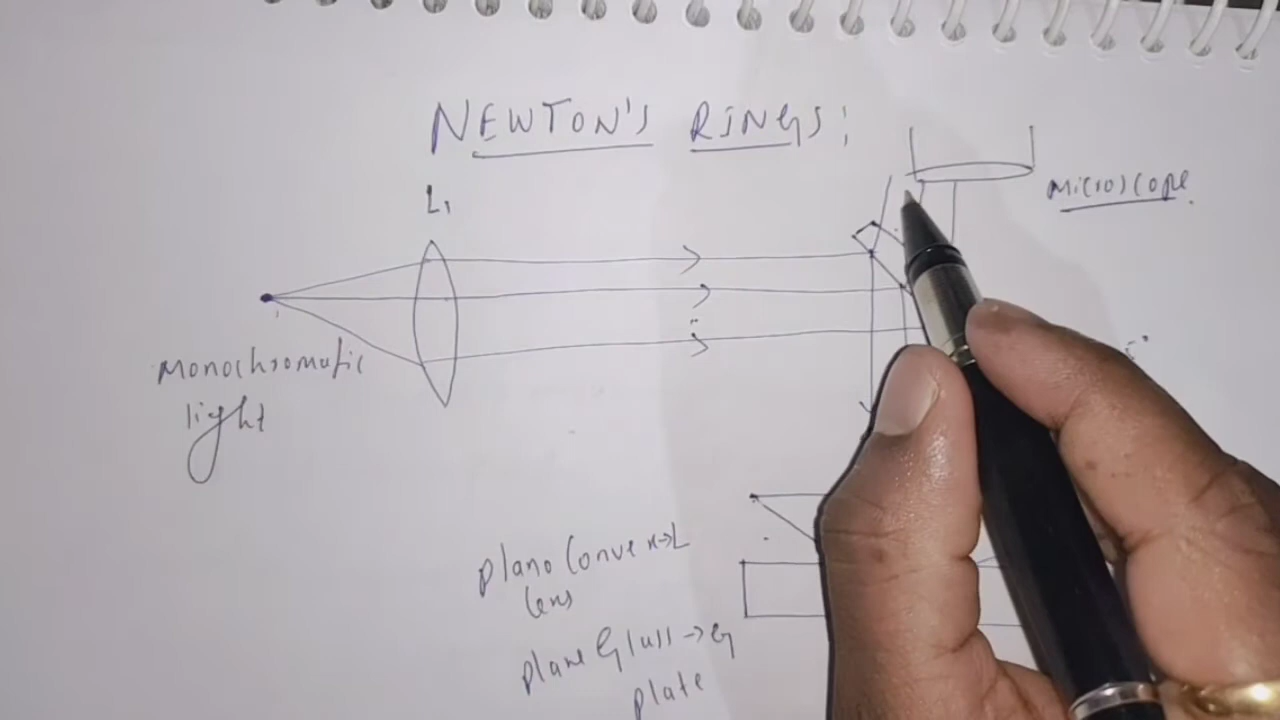 NEWTON'S RINGS:
L1
Microscope.
Monochromatic
light
plano Convex→L
lens
plane Glass→G
plate